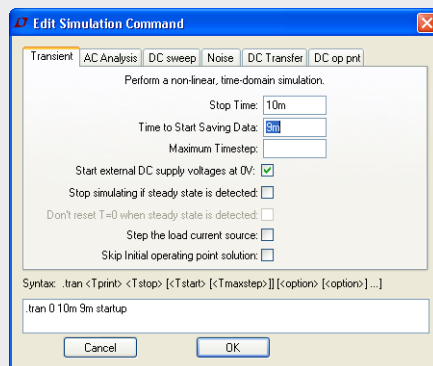 Edit Simulation Command
Transient AC Analysis DC sweep Noise DC Transfer DC op pnt
Perform a non-linear, time-domain simulation.
Stop Time: 10m
Time to Start Saving Data: 9m
Maximum Timestep:
Start external DC supply voltages at 0V:
Stop simulating if steady state is detected:
Don't reset T=0 when steady state is detected:
Step the load current source:
Skip Initial operating point solution:
Syntax: .tran <Tprint> <Tstop> [<Tstart> [<Tmaxstep>]] [<option> [<option>] ...]
.tran 0 10m 9m startup
Cancel OK